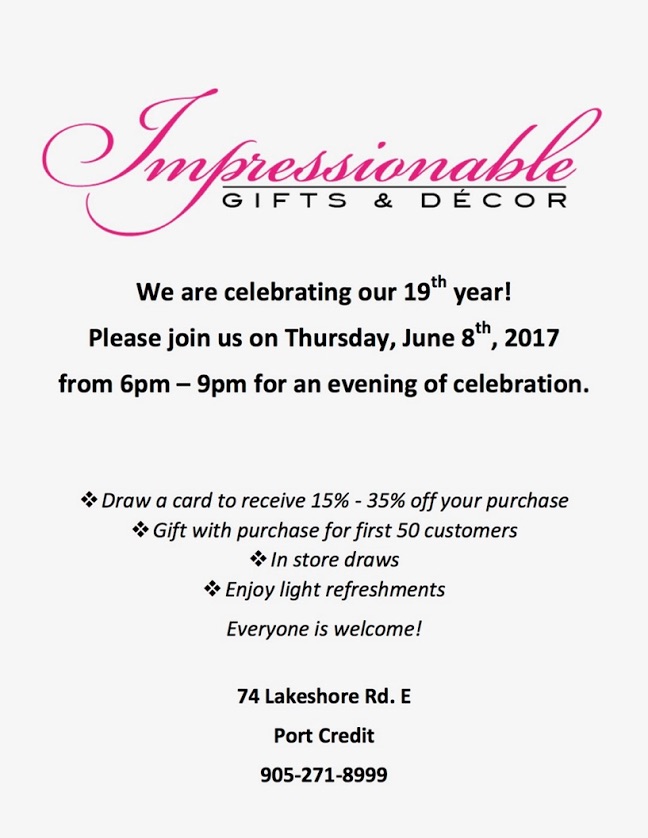 Impressionable
GIFTS & DÉCOR
We are celebrating our 19th year!
Please join us on Thursday, June 8th, 2017
from 6pm – 9pm for an evening of celebration.
❖ Draw a card to receive 15% - 35% off your purchase
❖ Gift with purchase for first 50 customers
❖ In store draws
❖ Enjoy light refreshments
Everyone is welcome!
74 Lakeshore Rd. E
Port Credit
905-271-8999